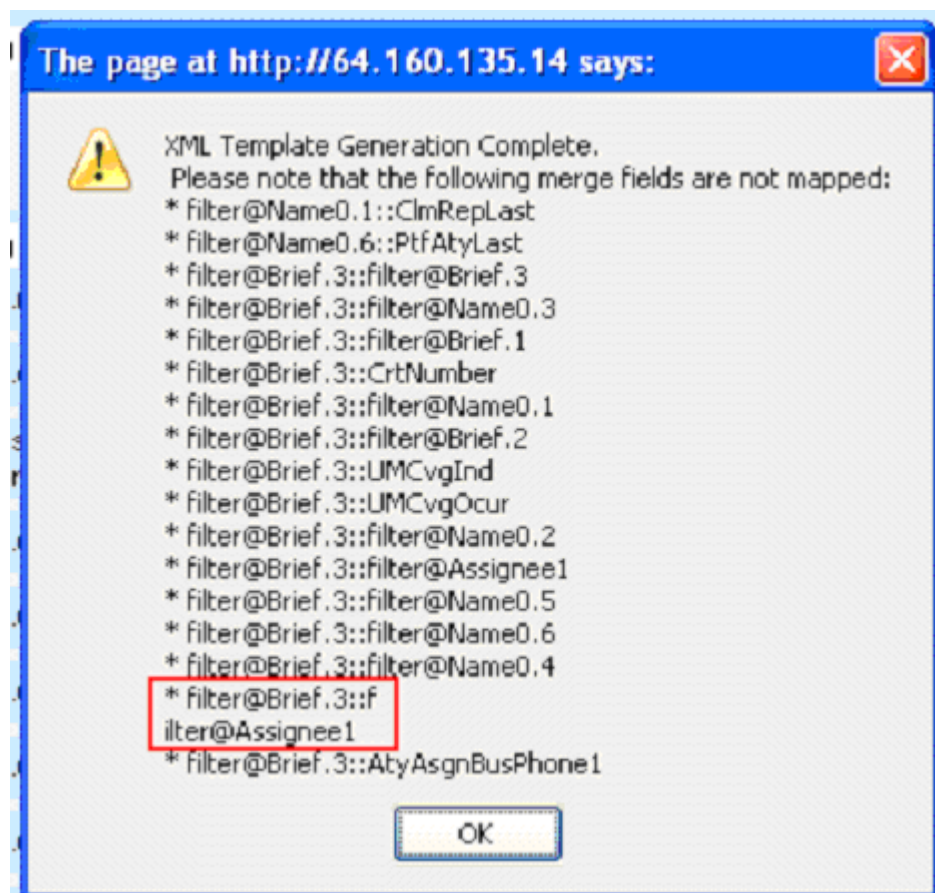 The page at http://64.160.135.14 says:
XML Template Generation Complete.
Please note that the following merge fields are not mapped:
* filter@Name0.1::ClmRepLast
* filter@Name0.6::PtfAtyLast
* filter@Brief.3::filter@Brief.3
* filter@Brief.3::filter@Name0.3
* filter@Brief.3::filter@Brief.1
* filter@Brief.3::CrtNumber
* filter@Brief.3::filter@Name0.1
* filter@Brief.3::filter@Brief.2
* filter@Brief.3::UMCvgInd
* filter@Brief.3::UMCvgOcur
* filter@Brief.3::filter@Name0.2
* filter@Brief.3::filter@Assignee1
* filter@Brief.3::filter@Name0.5
* filter@Brief.3::filter@Name0.6
* filter@Brief.3::filter@Name0.4
* filter@Brief.3::f
ilter@Assignee1
* filter@Brief.3::AtyAsgnBusPhone1
OK